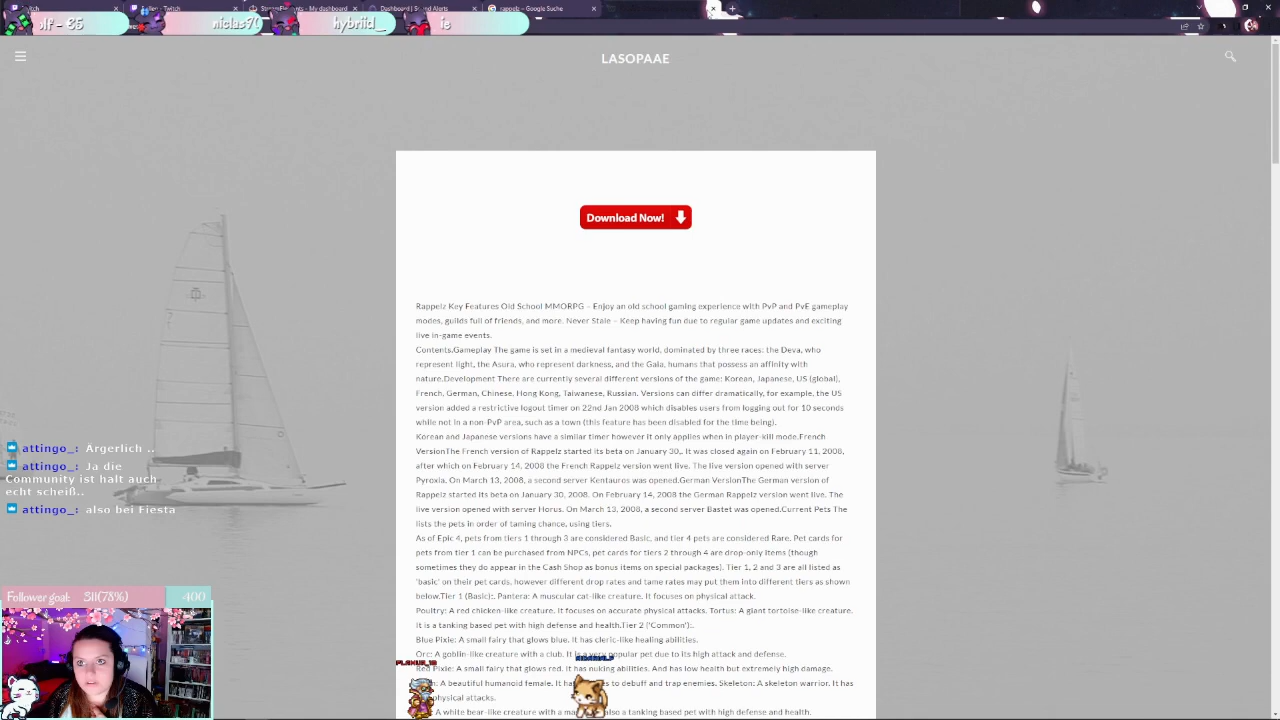 Fallen - Twitch
StreamElements - My dashboard
Dashboard | Sound Alerts
rappelz - Google Suche
niclas90
hybriid_
ie
LASOPAAE
Download Now!
Rappelz Key Features Old School MMORPG – Enjoy an old school gaming experience with PvP and PvE gameplay
modes, guilds full of friends, and more. Never Stale – Keep having fun due to regular game updates and exciting
live in-game events.
Contents.Gameplay The game is set in a medieval fantasy world, dominated by three races: the Deva, who
represent light, the Asura, who represent darkness, and the Gaia, humans that possess an affinity with
nature.Development There are currently several different versions of the game: Korean, Japanese, US (global),
French, German, Chinese, Hong Kong, Taiwanese, Russian. Versions can differ dramatically, for example, the US
version added a restrictive logout timer on 22nd Jan 2008 which disables users from logging out for 10 seconds
while not in a non-PvP area, such as a town (this feature has been disabled for the time being).
Korean and Japanese versions have a similar timer however it only applies when in player-kill mode.French
VersionThe French version of Rappelz started its beta on January 30,. It was closed again on February 11, 2008,
after which on February 14, 2008 the French Rappelz version went live. The live version opened with server
Pyroxia. On March 13, 2008, a second server Kentauros was opened.German VersionThe German version of
Rappelz started its beta on January 30, 2008. On February 14, 2008 the German Rappelz version went live. The
live version opened with server Horus. On March 13, 2008, a second server Bastet was opened.Current Pets The
lists the pets in order of taming chance, using tiers.
As of Epic 4, pets from tiers 1 through 3 are considered Basic, and tier 4 pets are considered Rare. Pet cards for
pets from tier 1 can be purchased from NPCs, pet cards for tiers 2 through 4 are drop-only items (though
sometimes they do appear in the Cash Shop as bonus items on special packages). Tier 1, 2 and 3 are all listed as
'basic' on their pet cards, however different drop rates and tame rates may put them into different tiers as shown
below.Tier 1 (Basic):. Pantera: A muscular cat-like creature. It focuses on physical attack.
Poultry: A red chicken-like creature. It focuses on accurate physical attacks. Tortus: A giant tortoise-like creature.
It is a tanking based pet with high defense and health.Tier 2 ('Common'):.
Blue Pixie: A small fairy that glows blue. It has cleric-like healing abilities.
Orc: A goblin-like creature with a club. It is a very popular pet due to its high attack and defense.
Red Pixie: A small fairy that glows red. It has nuking abilities. And has low health but extremely high damage.
A beautiful humanoid female. It to debuff and trap enemies. Skeleton: A skeleton warrior. It has
physical attacks.
A white bear-like creature with a also a tanking based pet with high defense and health.
attingo_: Ärgerlich ..
attingo_: Ja die
Community ist halt auch
echt scheiß..
attingo_: also bei Fiesta
Follower goal: 311(78%) 400